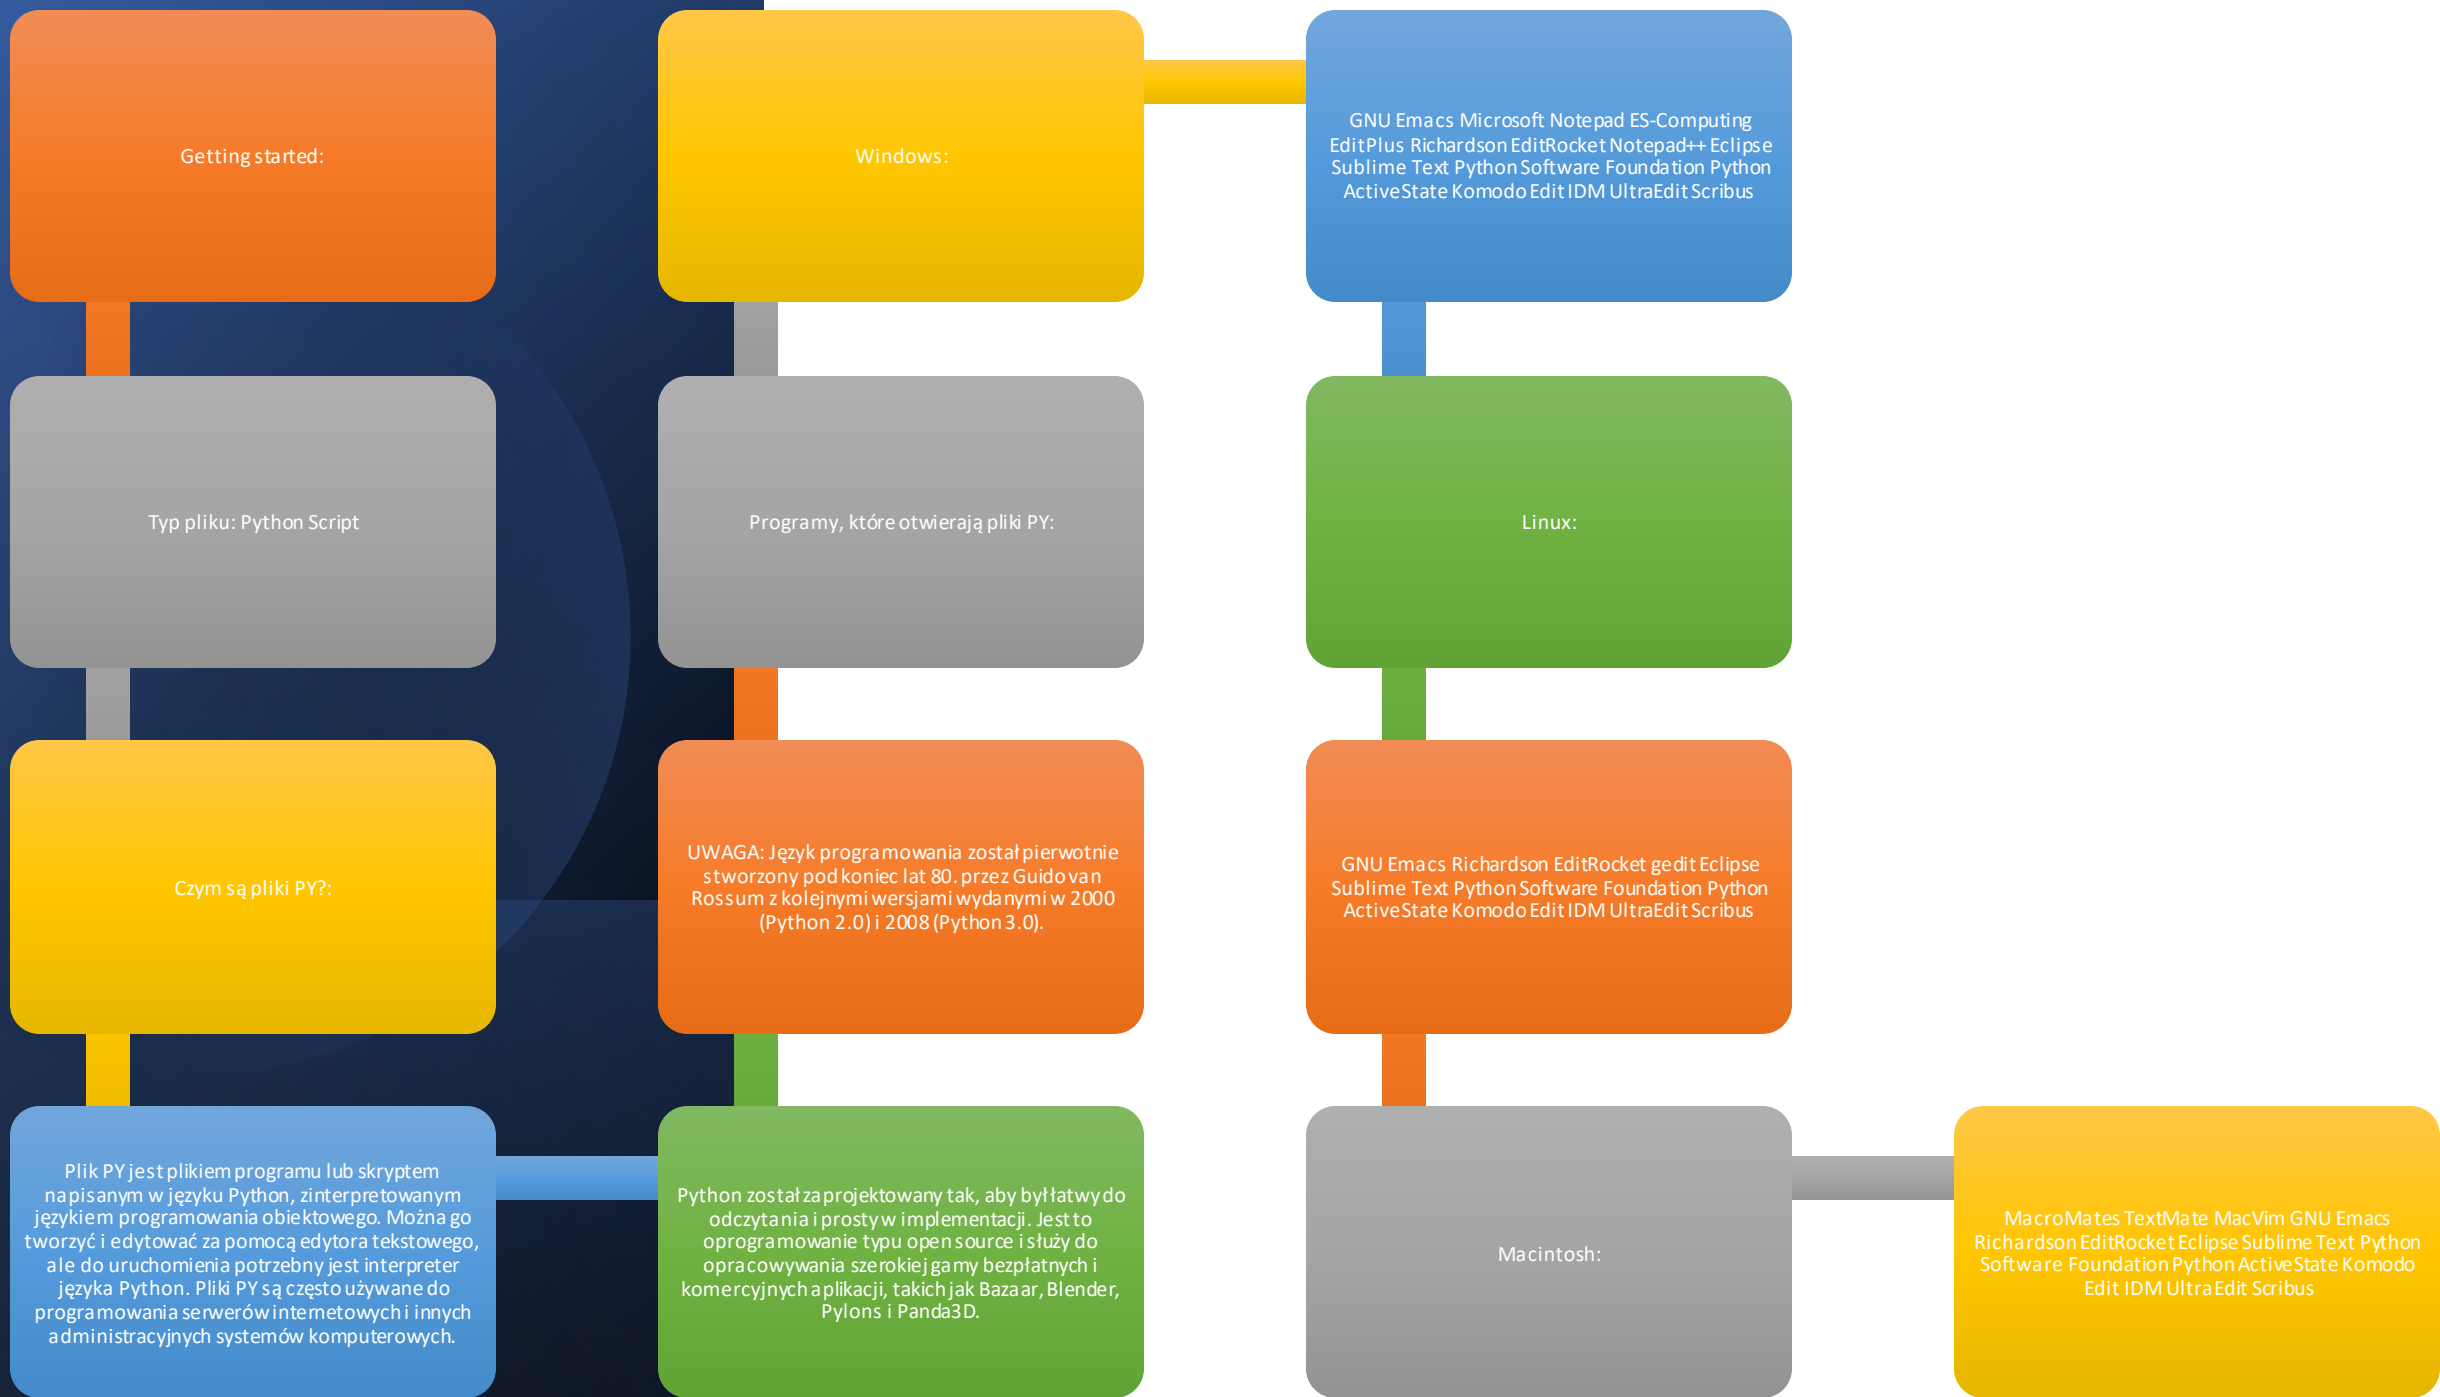 Getting started:
Typ pliku: Python Script
Czym są pliki PY?:
Plik PY jest plikiem programu lub skryptem
napisanym w języku Python, zinterpretowanym
językiem programowania obiektowego. Można go
tworzyć i edytować za pomocą edytora tekstowego,
ale do uruchomienia potrzebny jest interpreter
języka Python. Pliki PY są często używane do
programowania serwerów internetowych i innych
administracyjnych systemów komputerowych.
Python został zaprojektowany tak, aby był łatwy do
odczytania i prosty w implementacji. Jest to
oprogramowanie typu open source i służy do
opracowywania szerokiej gamy bezpłatnych i
komercyjnych aplikacji, takich jak Bazaar, Blender,
Pylons i Panda3D.
UWAGA: Język programowania został pierwotnie
stworzony pod koniec lat 80. przez Guido van
Rossum z kolejnymi wersjami wydanymi w 2000
(Python 2.0) i 2008 (Python 3.0).
Programy, które otwierają pliki PY:
Windows:
GNU Emacs Microsoft Notepad ES-Computing
EditPlus Richardson EditRocket Notepad++ Eclipse
Sublime Text Python Software Foundation Python
ActiveState Komodo Edit IDM UltraEdit Scribus
Linux:
GNU Emacs Richardson EditRocket gedit Eclipse
Sublime Text Python Software Foundation Python
ActiveState Komodo Edit IDM UltraEdit Scribus
Macintosh:
MacroMates TextMate MacVim GNU Emacs
Richardson EditRocket Eclipse Sublime Text Python
Software Foundation Python ActiveState Komodo
Edit IDM UltraEdit Scribus